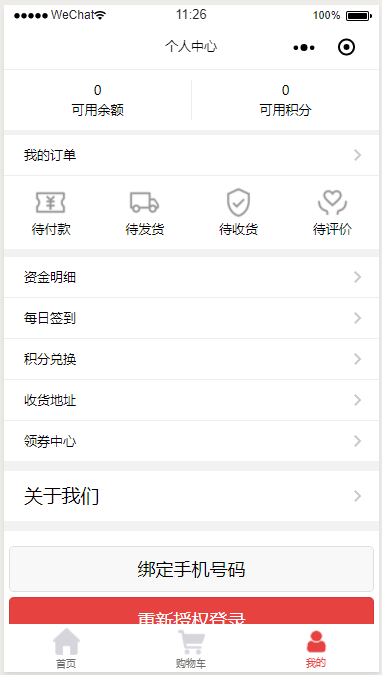 WeChat 11:26 100%
个人中心
0 0
可用余额 可用积分
我的订单
待付款 待发货 待收货 待评价
资金明细
每日签到
积分兑换
收货地址
领券中心
关于我们
绑定手机号码
重新授权登录
首页 购物车 我的